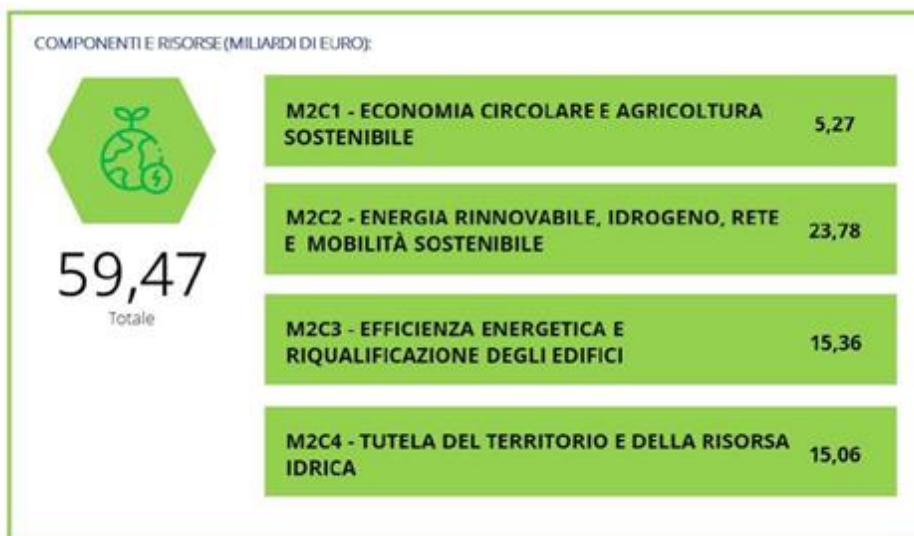 COMPONENTI E RISORSE (MILIARDI DI EURO):
59,47
Totale
M2C1 - ECONOMIA CIRCOLARE E AGRICOLTURA
SOSTENIBILE
5,27
M2C2 - ENERGIA RINNOVABILE, IDROGENO, RETE
E MOBILITÀ SOSTENIBILE
23,78
M2C3 - EFFICIENZA ENERGETICA E
RIQUALIFICAZIONE DEGLI EDIFICI
15,36
M2C4 - TUTELA DEL TERRITORIO E DELLA RISORSA
IDRICA
15,06